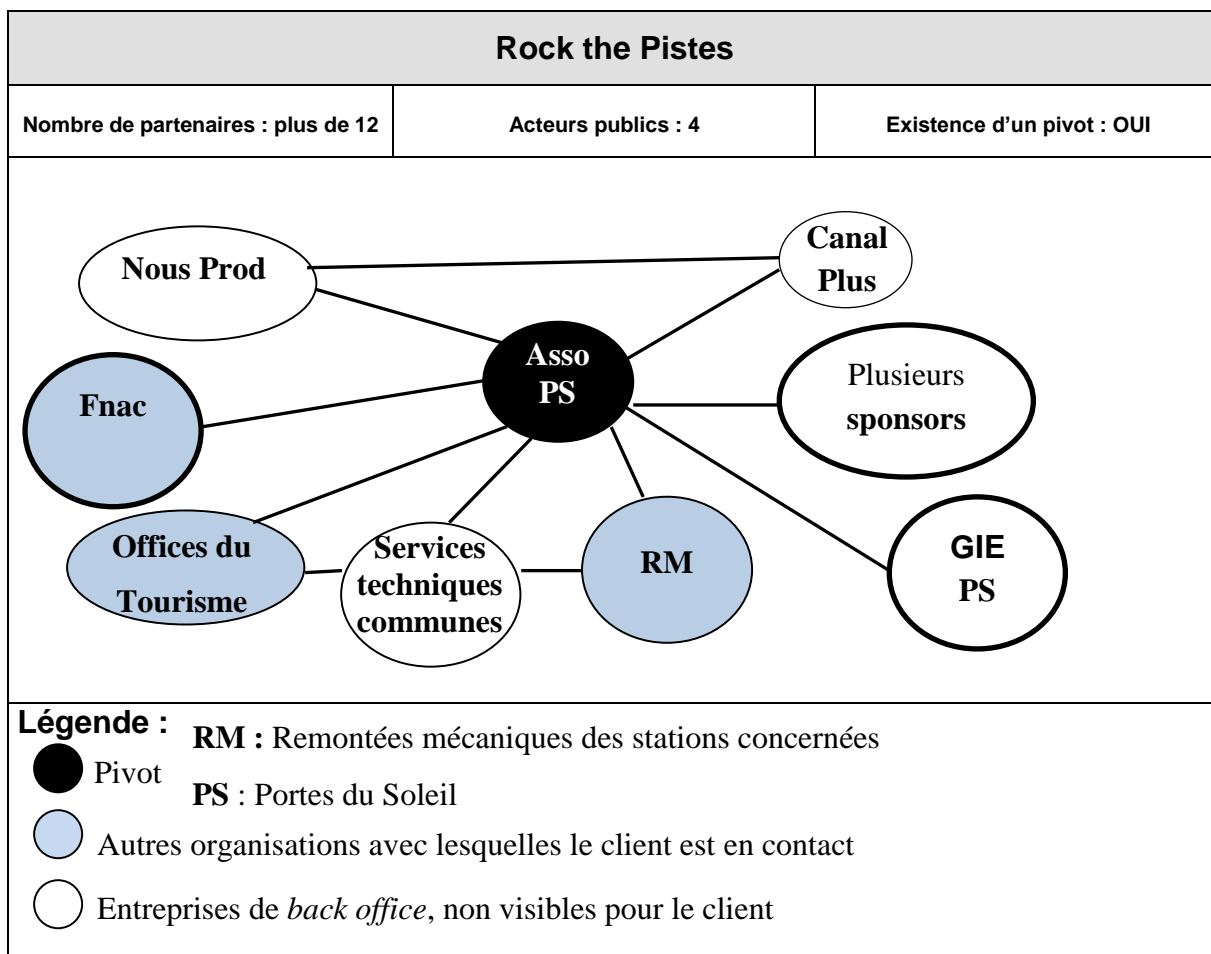 Rock the Pistes
Nombre de partenaires : plus de 12
Acteurs publics : 4
Existence d’un pivot : OUI
Nous Prod
Canal
Plus
Asso
PS
Plusieurs
sponsors
Fnac
Offices du
Tourisme
Services
techniques
communes
RM
GIE
PS
Légende :
RM : Remontées mécaniques des stations concernées
Pivot
PS : Portes du Soleil
Autres organisations avec lesquelles le client est en contact
Entreprises de back office, non visibles pour le client